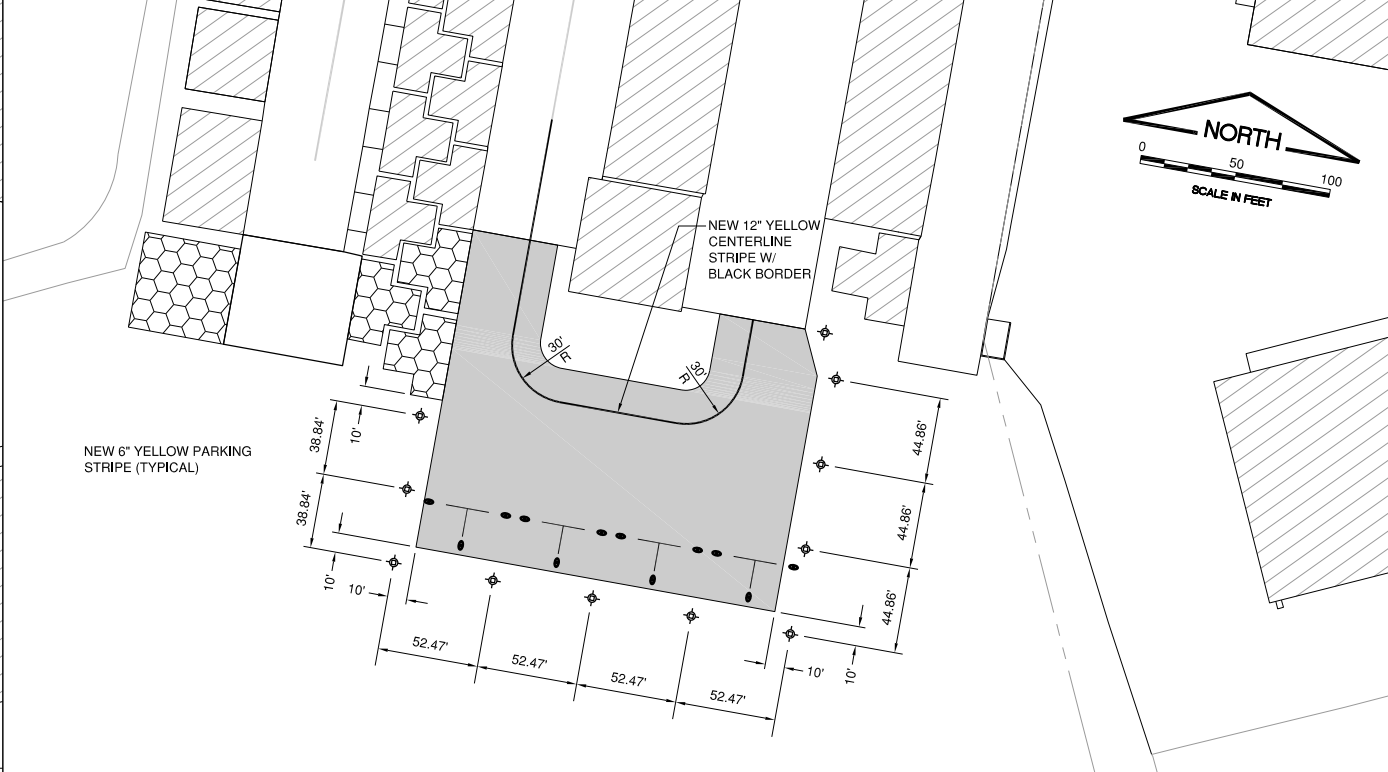 NORTH
0 50 100
SCALE IN FEET
NEW 12" YELLOW
CENTERLINE
STRIPE W/
BLACK BORDER
30'
R
30'
R
NEW 6" YELLOW PARKING
STRIPE (TYPICAL)
38.84'
10'
38.84'
10'
10'
44.86'
44.86'
44.86'
52.47'
52.47'
52.47'
52.47'
10'
10'